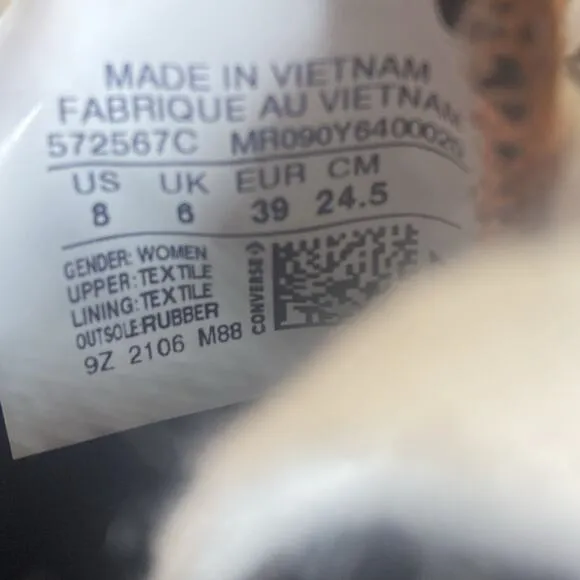 MADE IN VIETNAM
FABRIQUE AU VIETNAM
572567C MR090Y6400020
US UK EUR CM
8 6 39 24.5
GENDER: WOMEN
UPPER: TEXTILE
LINING: TEXTILE
OUTSOLE:RUBBER
9Z 2106 M88
CONVERSE